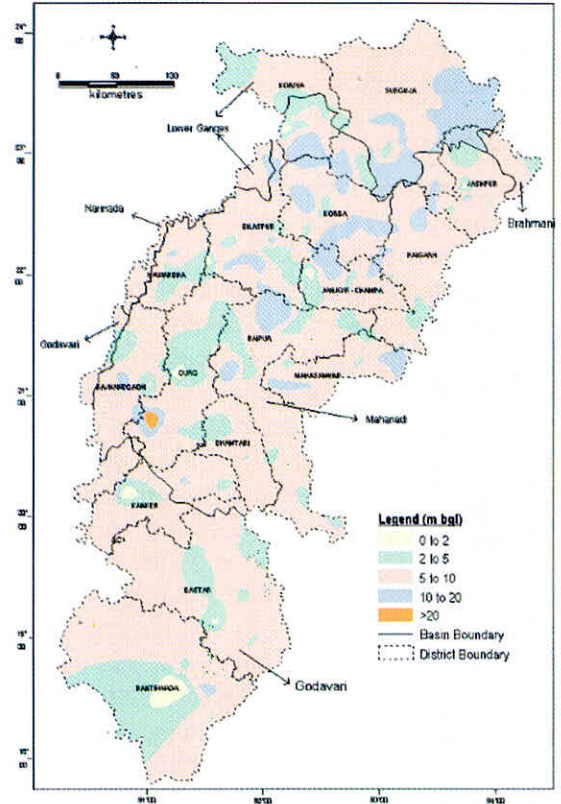 50 100
kilometres
KORIYA
SURGUJA
Lower Ganges
JASHPUR
Narmada
KORBA
BILASPUR
Brahmani
RAIGARH
KAWARDHA
JANJGIR - CHAMPA
Godavari
RAIPUR
DURG
MAHASAMUND
RAJNANDGAON
Mahanadi
DHAMTARI
KANKER
Legend (m bgl)
0 to 2
2 to 5
5 to 10
10 to 20
>20
Basin Boundary
District Boundary
BASTAR
Godavari
DANTEWADA